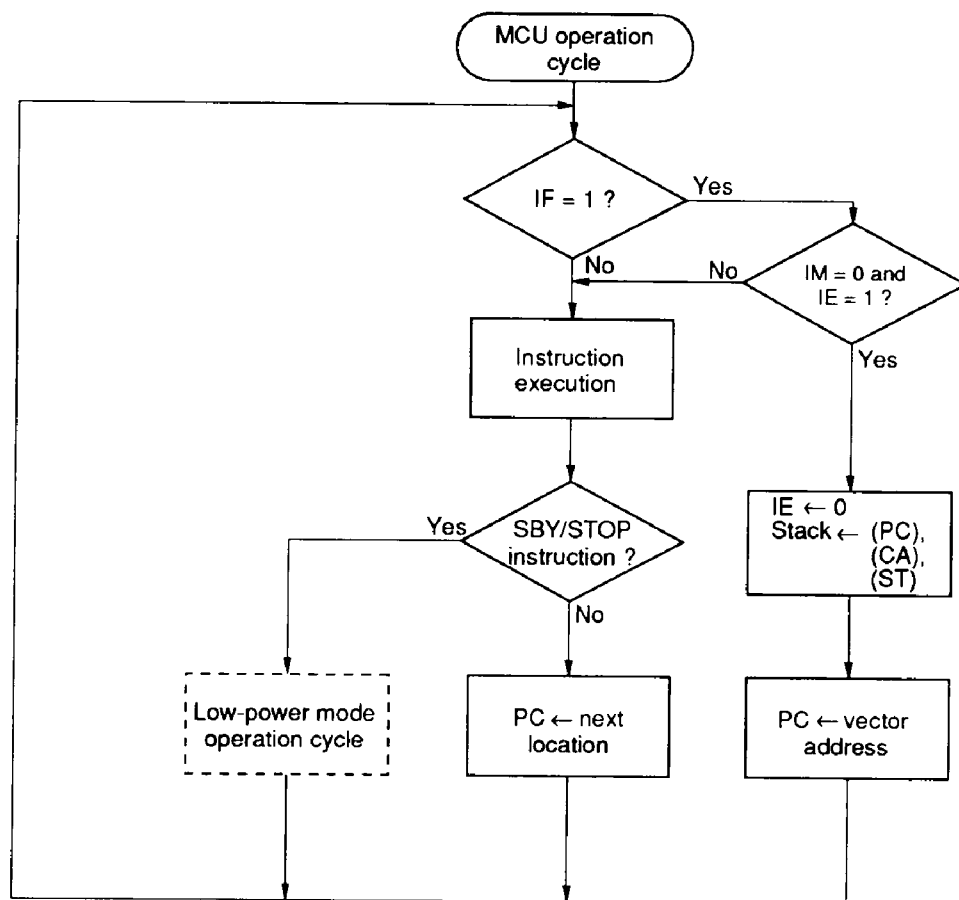 MCU operation
cycle
IF = 1 ?
Yes
No
No
IM = 0 and
IE = 1 ?
Yes
Instruction
execution
IE ← 0
Stack ← (PC),
(CA),
(ST)
Yes
SBY/STOP
instruction ?
No
Low-power mode
operation cycle
PC ← next
location
PC ← vector
address